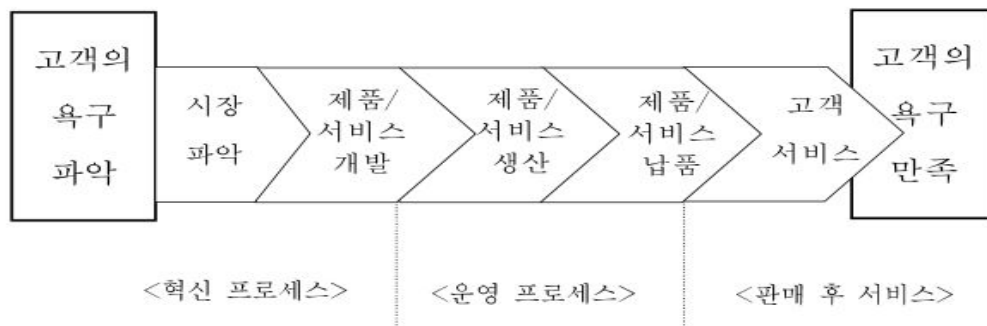 고객의
욕구
파악
시장
파악
제품/
서비스
개발
제품/
서비스
생산
제품/
서비스
납품
고객
서비스
고객의
욕구
만족
<혁신 프로세스>
<운영 프로세스>
<판매 후 서비스>